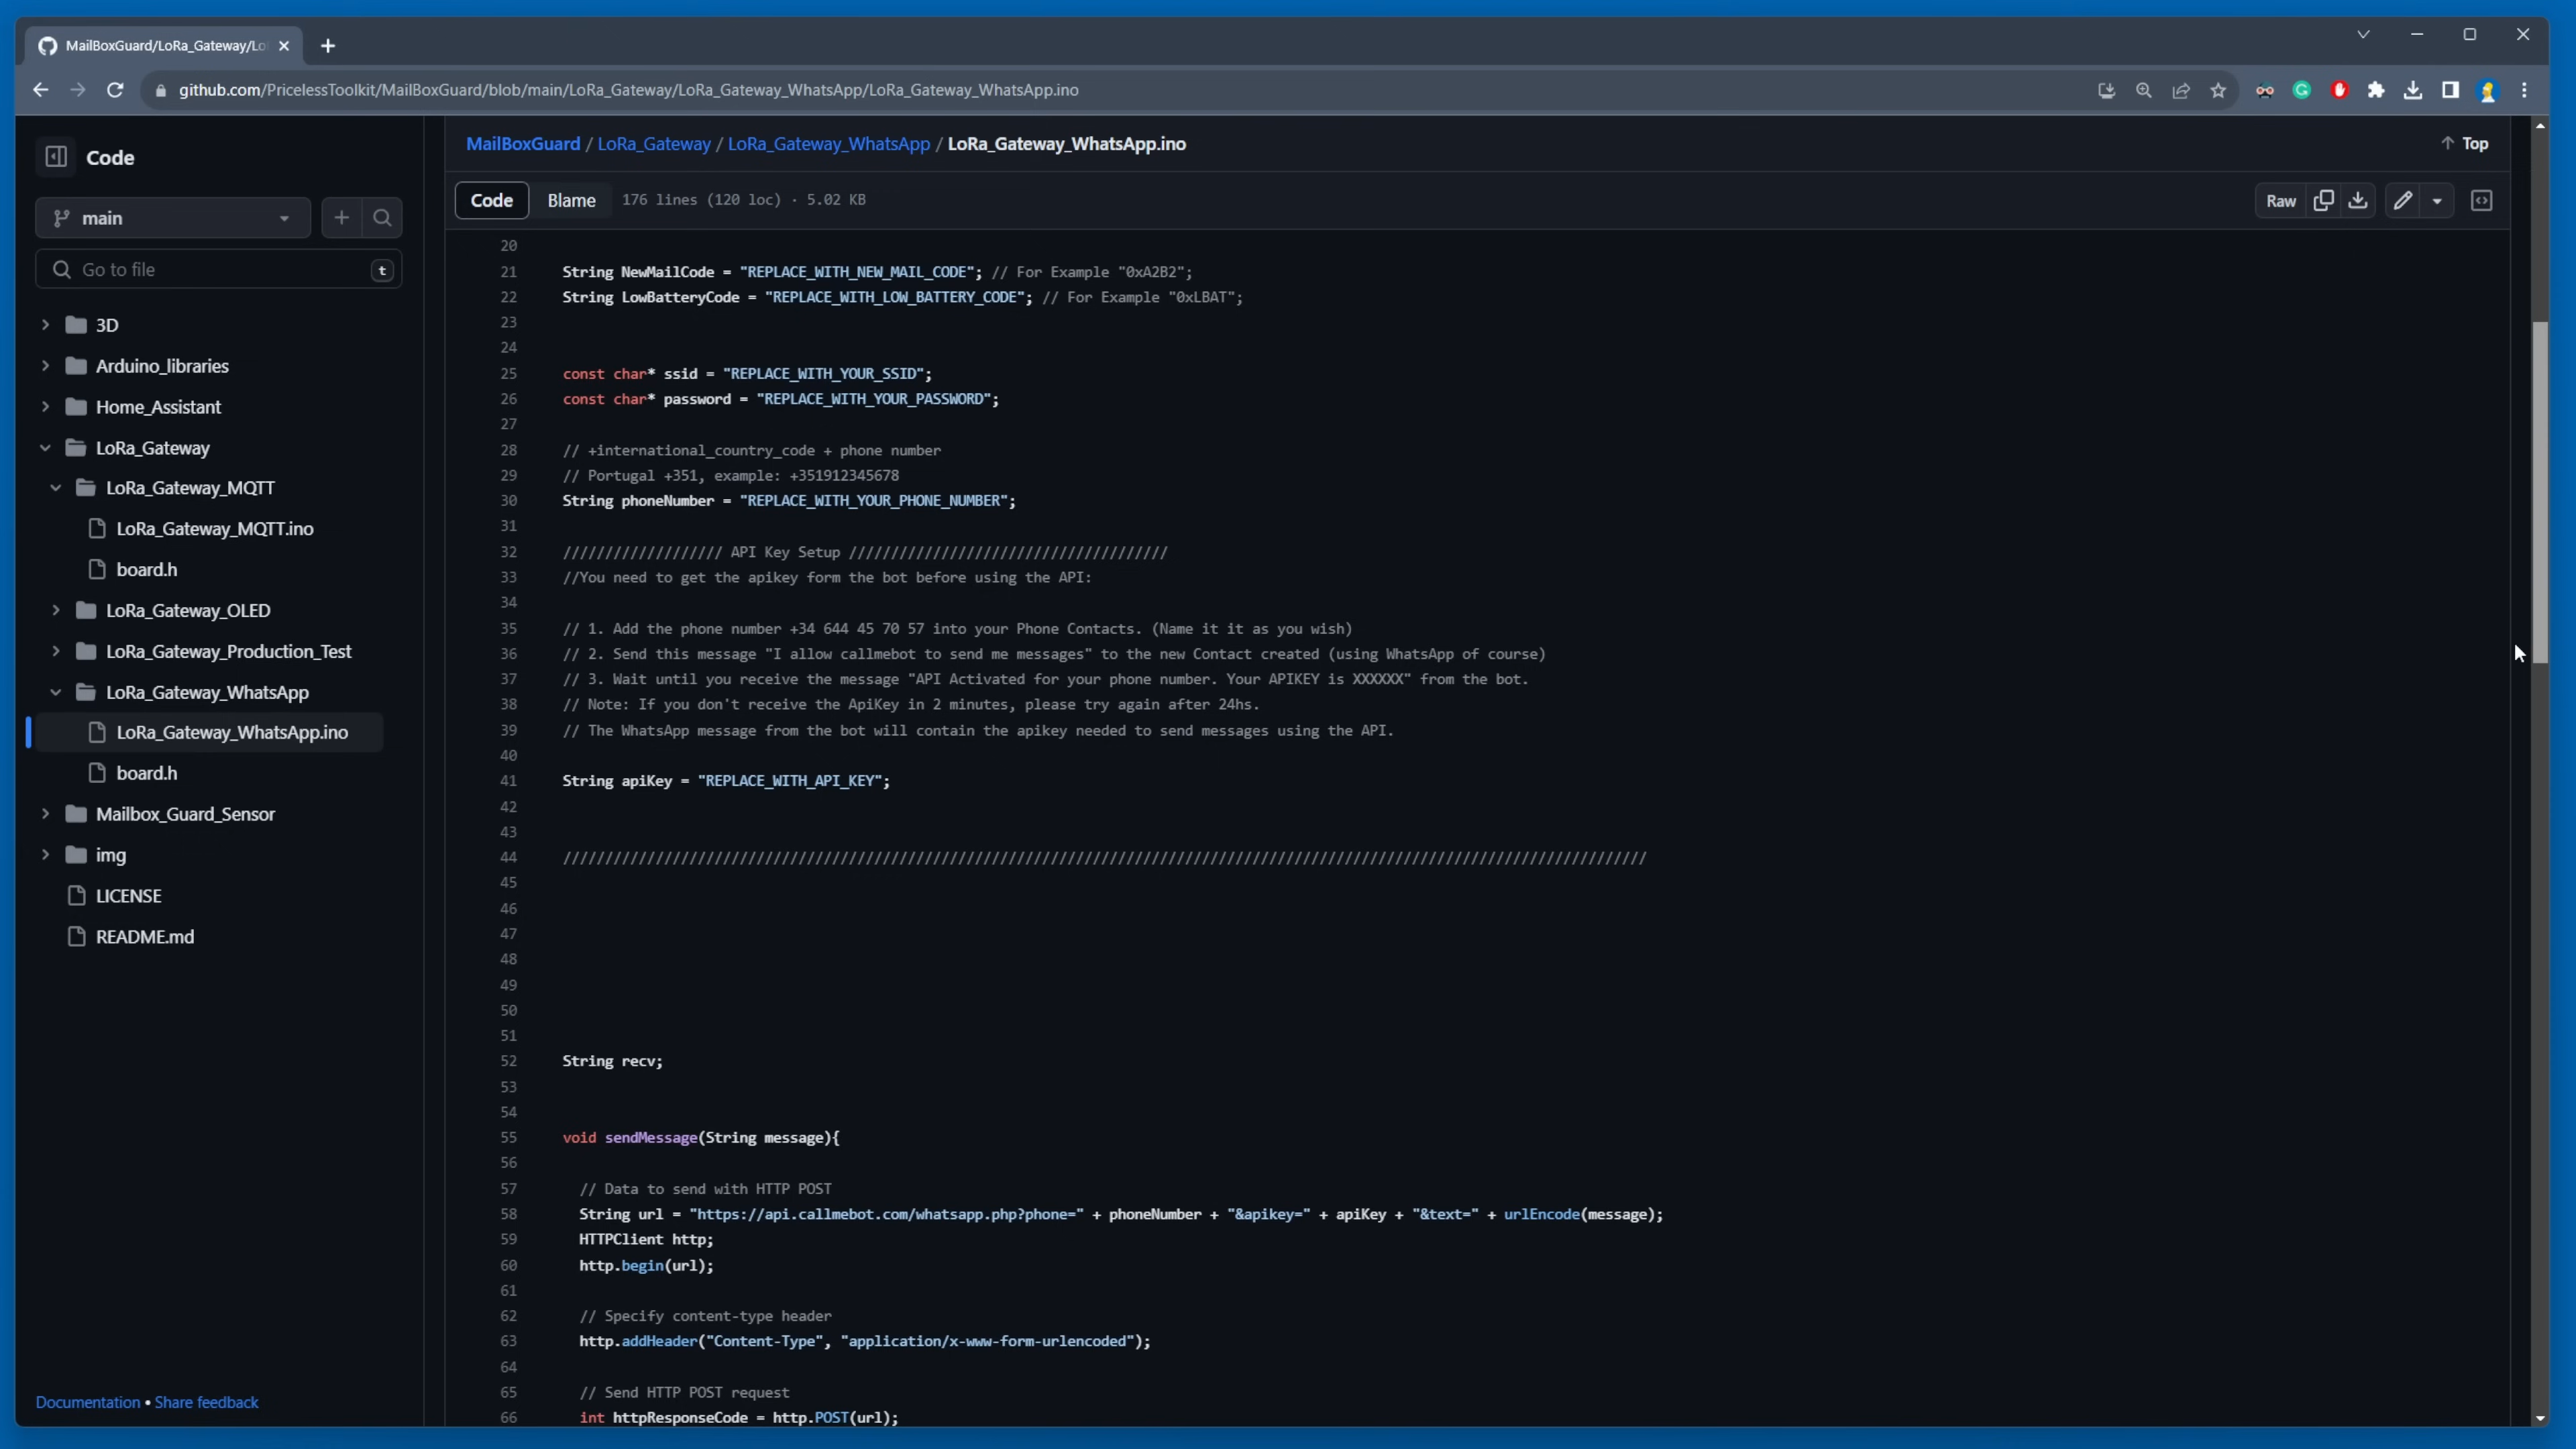 MailBoxGuard/LoRa_Gateway/Lo
github.com/PricelessToolkit/MailBoxGuard/blob/main/LoRa_Gateway/LoRa_Gateway_WhatsApp/LoRa_Gateway_WhatsApp.ino
Code
main
Go to file
t
3D
Arduino_libraries
Home_Assistant
LoRa_Gateway
LoRa_Gateway_MQTT
LoRa_Gateway_MQTT.ino
board.h
LoRa_Gateway_OLED
LoRa_Gateway_Production_Test
LoRa_Gateway_WhatsApp
LoRa_Gateway_WhatsApp.ino
board.h
Mailbox_Guard_Sensor
img
LICENSE
README.md
Documentation • Share feedback
MailBoxGuard / LoRa_Gateway / LoRa_Gateway_WhatsApp / LoRa_Gateway_WhatsApp.ino
Top
Code Blame 176 lines (120 loc) · 5.02 KB
Raw
20
21 String NewMailCode = "REPLACE_WITH_NEW_MAIL_CODE"; // For Example "0xA2B2";
22 String LowBatteryCode = "REPLACE_WITH_LOW_BATTERY_CODE"; // For Example "0xLBAT";
23
24
25 const char* ssid = "REPLACE_WITH_YOUR_SSID";
26 const char* password = "REPLACE_WITH_YOUR_PASSWORD";
27
28 // +international_country_code + phone number
29 // Portugal +351, example: +351912345678
30 String phoneNumber = "REPLACE_WITH_YOUR_PHONE_NUMBER";
31
32 /////////////////// API Key Setup //////////////////////////////////////
33 //You need to get the apikey form the bot before using the API:
34
35 // 1. Add the phone number +34 644 45 70 57 into your Phone Contacts. (Name it it as you wish)
36 // 2. Send this message "I allow callmebot to send me messages" to the new Contact created (using WhatsApp of course)
37 // 3. Wait until you receive the message "API Activated for your phone number. Your APIKEY is XXXXXX" from the bot.
38 // Note: If you don't receive the ApiKey in 2 minutes, please try again after 24hs.
39 // The WhatsApp message from the bot will contain the apikey needed to send messages using the API.
40
41 String apiKey = "REPLACE_WITH_API_KEY";
42
43
44 /////////////////////////////////////////////////////////////////////////////////////////////////////////////////////////////////
45
46
47
48
49
50
51
52 String recv;
53
54
55 void sendMessage(String message){
56
57 // Data to send with HTTP POST
58 String url = "https://api.callmebot.com/whatsapp.php?phone=" + phoneNumber + "&apikey=" + apiKey + "&text=" + urlEncode(message);
59 HTTPClient http;
60 http.begin(url);
61
62 // Specify content-type header
63 http.addHeader("Content-Type", "application/x-www-form-urlencoded");
64
65 // Send HTTP POST request
66 int httpResponseCode = http.POST(url);